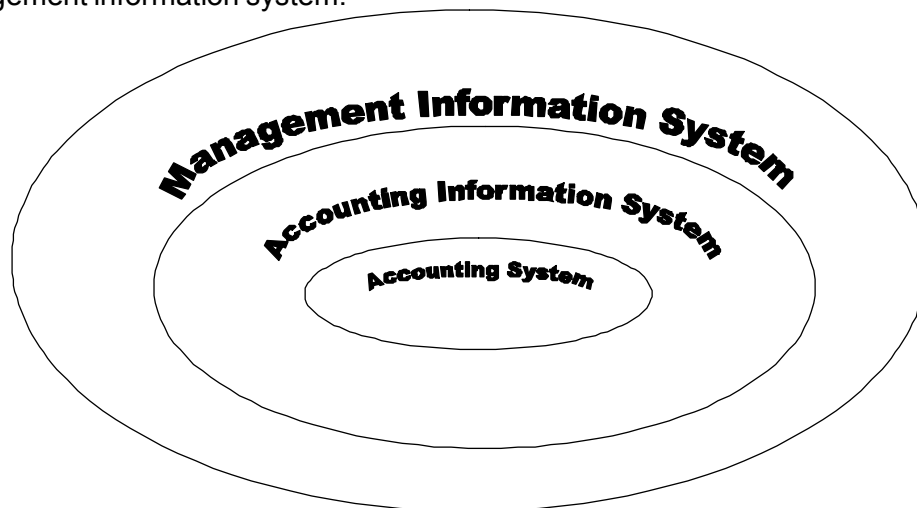 gement information system.
Management Information System
Accounting Information System
Accounting System